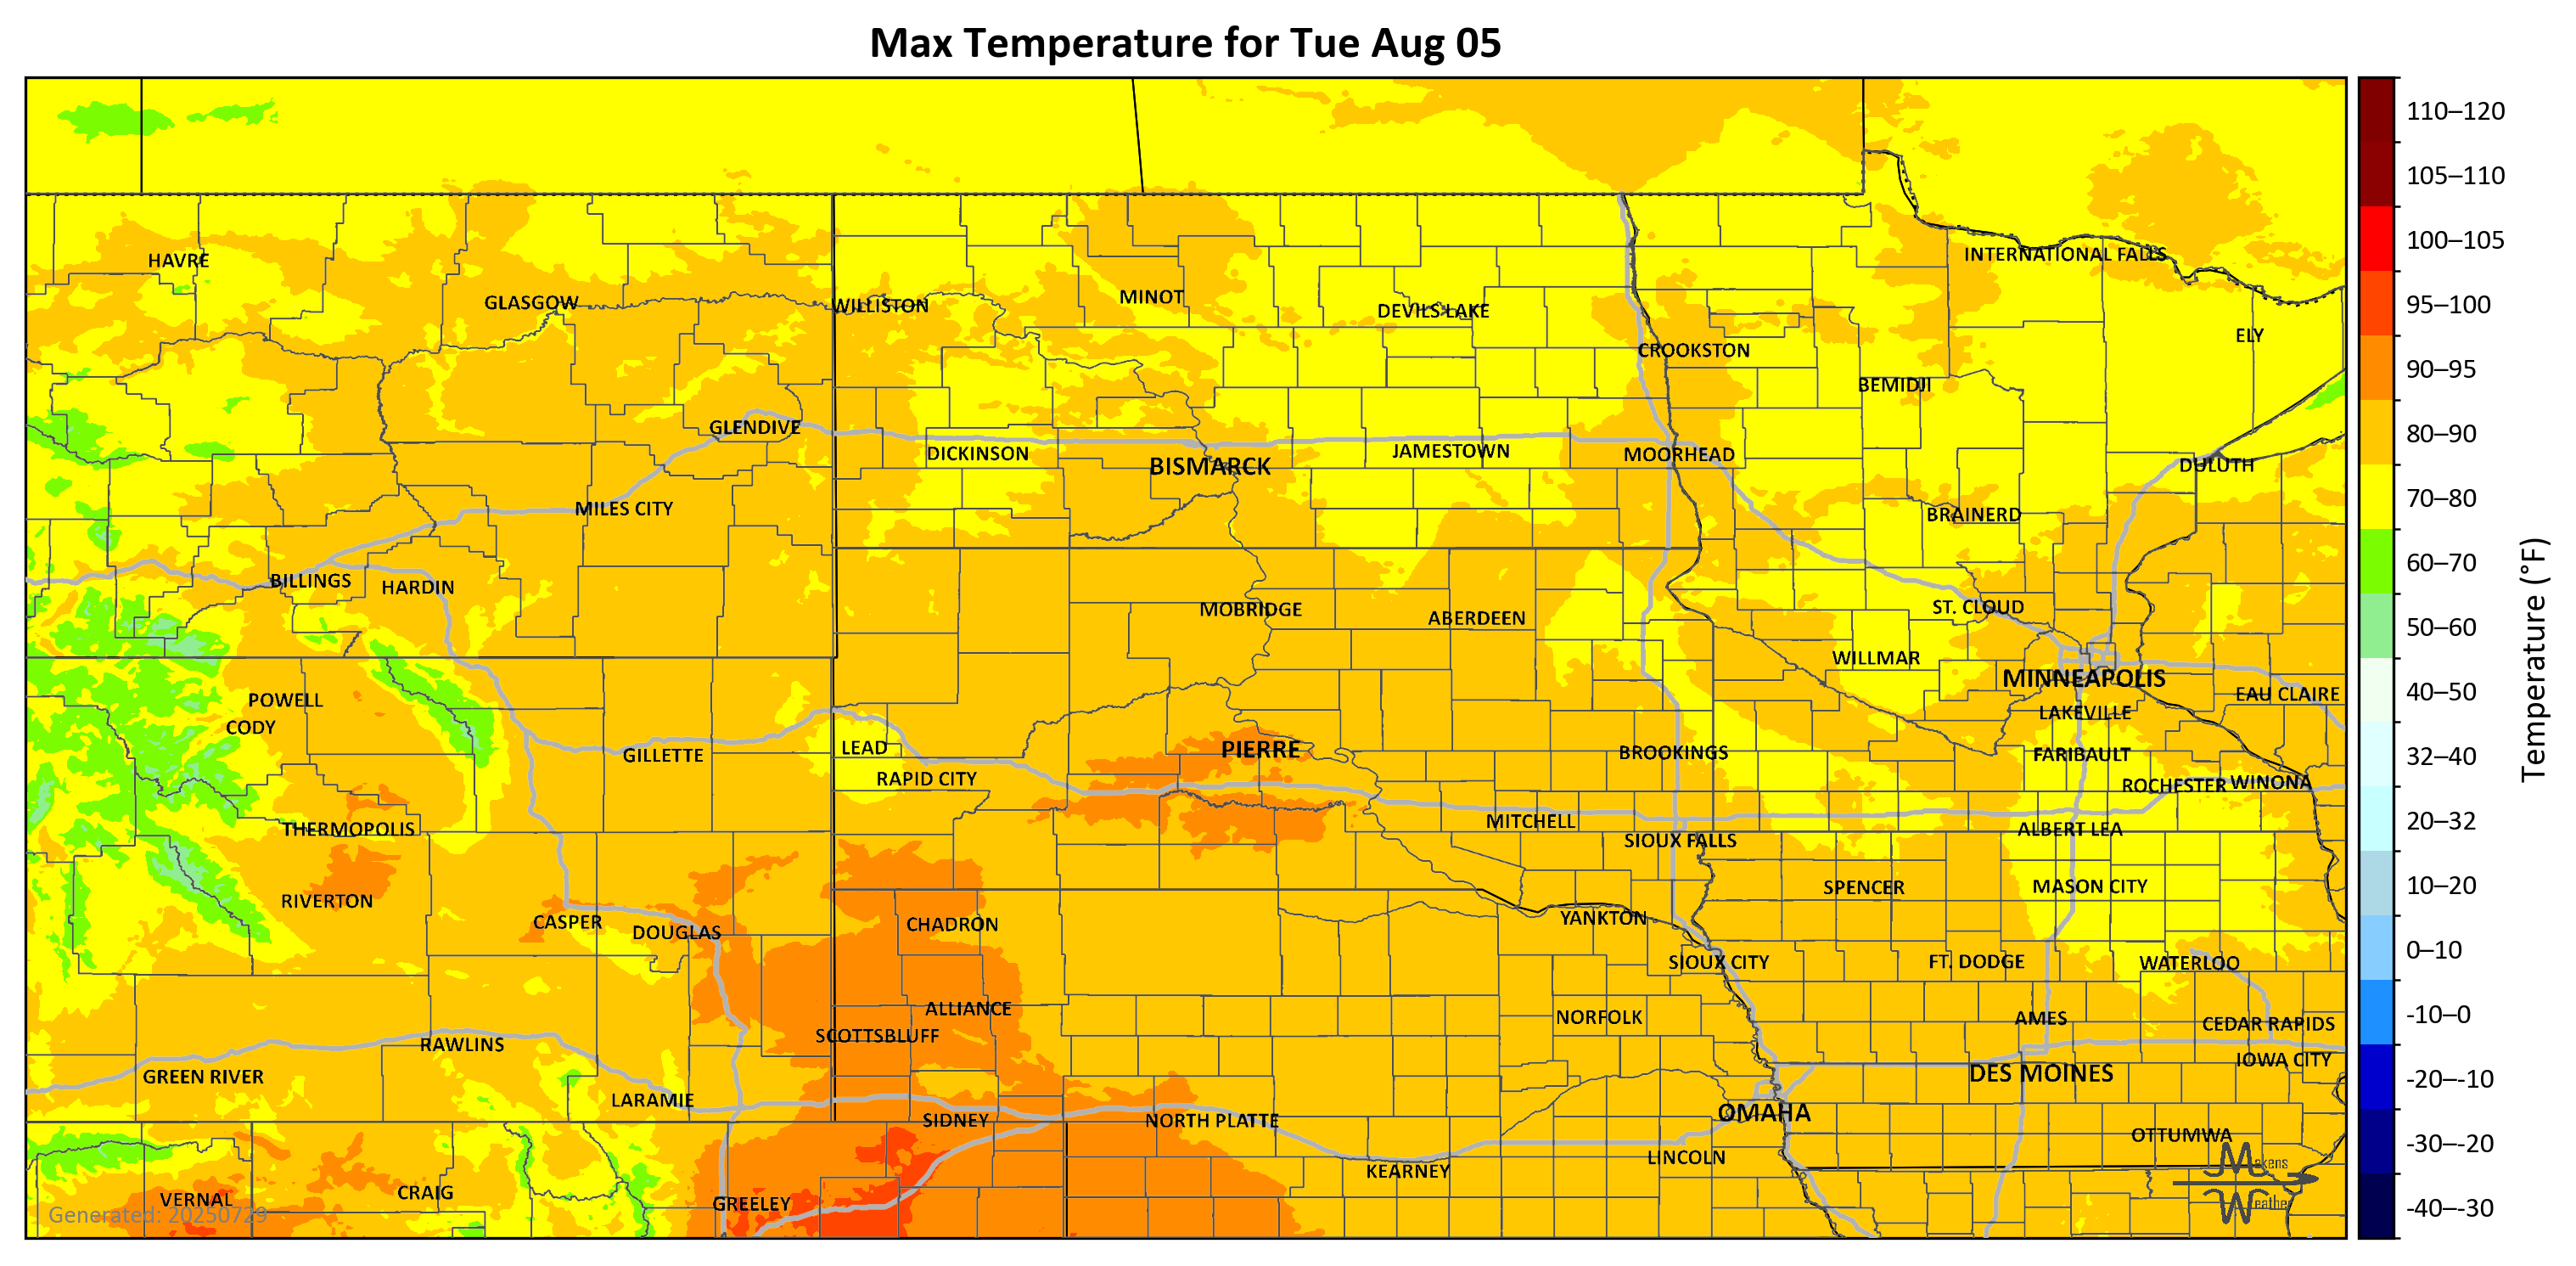 Max Temperature for Tue Aug 05
HAVRE
GLASGOW
WILLISTON
MINOT
DEVILS LAKE
CROOKSTON
INTERNATIONAL FALLS
ELY
BEMIDJI
GLENDIVE
DICKINSON
BISMARCK
JAMESTOWN
MOORHEAD
DULUTH
MILES CITY
BRAINERD
BILLINGS
HARDIN
MOBRIDGE
ABERDEEN
ST. CLOUD
WILLMAR
MINNEAPOLIS
EAU CLAIRE
POWELL
CODY
LAKEVILLE
GILLETTE
LEAD
PIERRE
BROOKINGS
FARIBAULT
RAPID CITY
ROCHESTER
WINONA
THERMOPOLIS
MITCHELL
SIOUX FALLS
ALBERT LEA
RIVERTON
SPENCER
MASON CITY
CASPER
DOUGLAS
CHADRON
YANKTON
SIOUX CITY
FT. DODGE
WATERLOO
ALLIANCE
NORFOLK
AMES
CEDAR RAPIDS
SCOTTSBLUFF
RAWLINS
IOWA CITY
GREEN RIVER
DES MOINES
LARAMIE
SIDNEY
NORTH PLATTE
OMAHA
OTTUMWA
KEARNEY
LINCOLN
VERNAL
CRAIG
GREELEY
Generated: 20250729
Makens
Weather
110–120
105–110
100–105
95–100
90–95
80–90
70–80
60–70
50–60
40–50
32–40
20–32
10–20
0–10
-10–0
-20–-10
-30–-20
-40–-30
Temperature (°F)